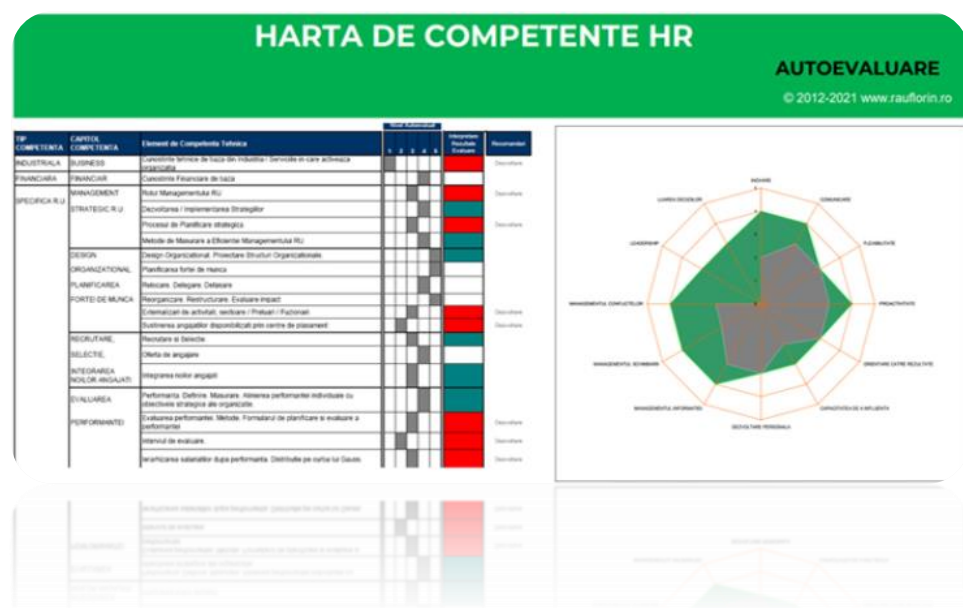 HARTA DE COMPETENTE HR
AUTOEVALUARE
© 2012-2021 www.rauflorin.ro
Nivel Autoevaluat
TIP COMPETENTA
CAPITOL COMPETENTA
Element de Competenta Tehnica
1 2 3 4 5
Interpretare Rezultate Evaluare
Recomandari
INDUSTRIALA
BUSINESS
Cunostinte tehnice de baza din Industria / Serviciile in care activeaza
organizatia
Dezvoltare
FINANCIARA
FINANCIAR
Cunostinte Financiare de baza
SPECIFICA R.U
MANAGEMENT
STRATEGIC R.U
Rolul Managementului RU
Dezvoltare
Dezvoltarea / Implementarea Strategiilor
Procesul de Planificare strategica
Dezvoltare
Metode de Masurare a Eficientei Managementului RU
DESIGN
ORGANIZATIONAL
PLANIFICAREA
FORTEI DE MUNCA
Design Organizational. Proiectare Structuri Organizationale
Planificarea fortei de munca
Relocare, Delegare, Detasare
Reorganizare, Restructurare, Evaluare impact
Externalizari de activitati, sectoare / Preluari / Fuzionari
Dezvoltare
Sustinerea angajatilor disponibilizati prin centre de plasament
Dezvoltare
RECRUTARE,
SELECTIE,
INTEGRAREA
NOILOR ANGAJATI
Recrutare si Selectie
Oferta de angajare
Integrarea noilor angajati
EVALUAREA
PERFORMANTEI
Performanta. Definire. Masurare. Alinierea performantei individuale cu
obiectivele strategice ale organizatiei.
Evaluarea performantei. Metode. Formularul de planificare si evaluare a
performantei
Dezvoltare
Interviul de evaluare.
Dezvoltare
Ierarhizarea salariatilor dupa performanta. Distributie pe curba lui Gauss.
Dezvoltare
INOVARE
COMUNICARE
FLEXIBILITATE
PROACTIVITATE
ORIENTARE CATRE REZULTATE
CAPACITATEA DE A INFLUENTA
DEZVOLTARE PERSONALA
MANAGEMENTUL INFORMATIEI
MANAGEMENTUL SCHIMBARII
MANAGEMENTUL CONFLICTELOR
LEADERSHIP
LUAREA DECIZIILOR